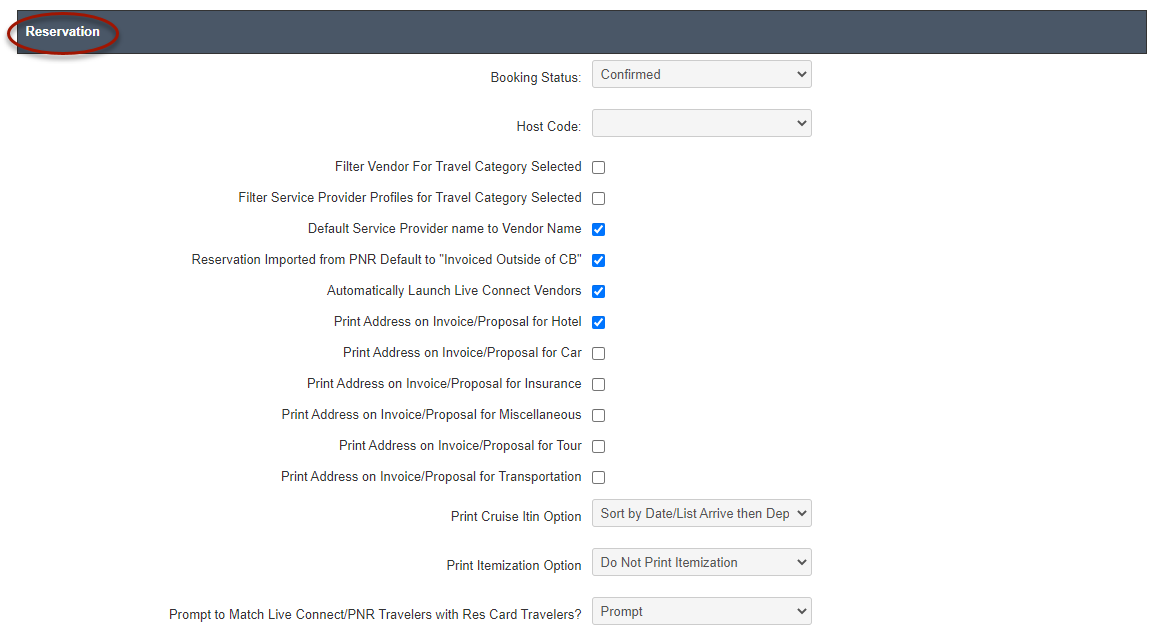 Reservation
Booking Status: Confirmed
Host Code:
Filter Vendor For Travel Category Selected
Filter Service Provider Profiles for Travel Category Selected
Default Service Provider name to Vendor Name
Reservation Imported from PNR Default to "Invoiced Outside of CB"
Automatically Launch Live Connect Vendors
Print Address on Invoice/Proposal for Hotel
Print Address on Invoice/Proposal for Car
Print Address on Invoice/Proposal for Insurance
Print Address on Invoice/Proposal for Miscellaneous
Print Address on Invoice/Proposal for Tour
Print Address on Invoice/Proposal for Transportation
Print Cruise Itin Option Sort by Date/List Arrive then Dep
Print Itemization Option Do Not Print Itemization
Prompt to Match Live Connect/PNR Travelers with Res Card Travelers? Prompt